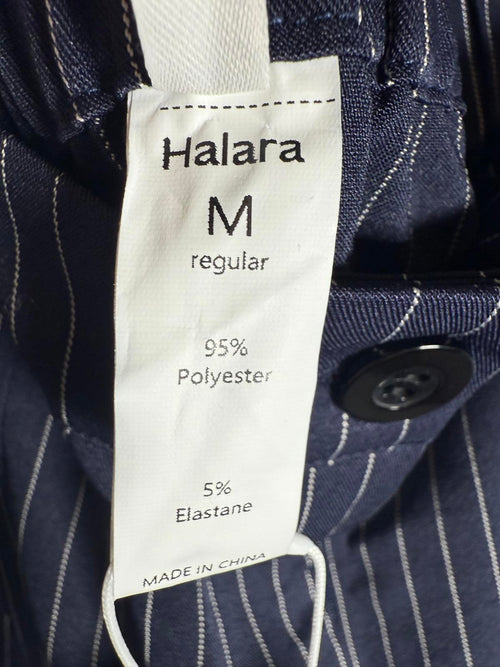 Halara
M
regular
95%
Polyester
5%
Elastane
MADE IN CHINA